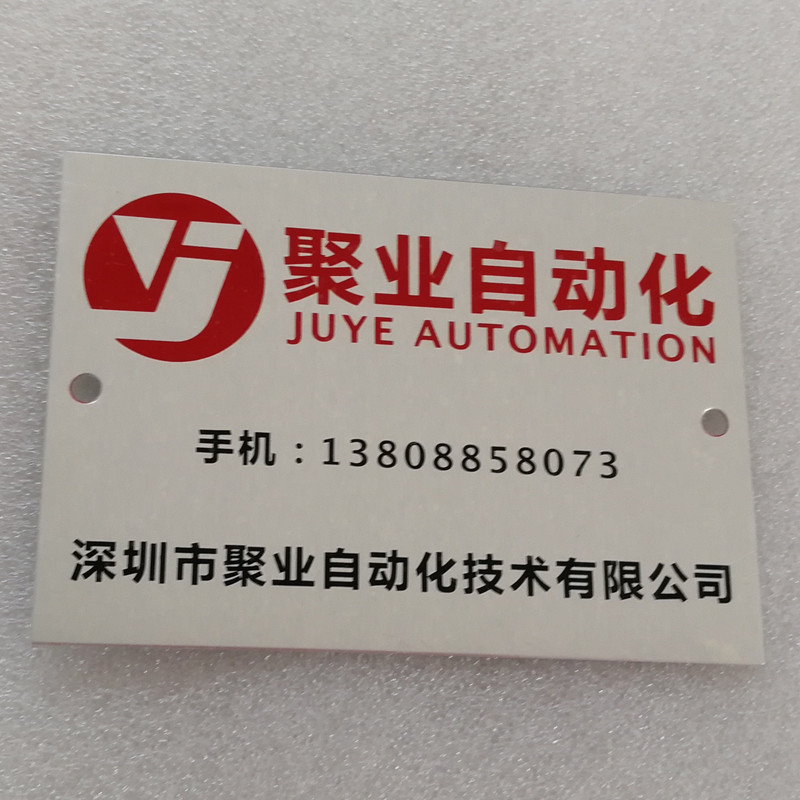 聚业自动化
JUYE AUTOMATION
手机：13808858073
深圳市聚业自动化技术有限公司